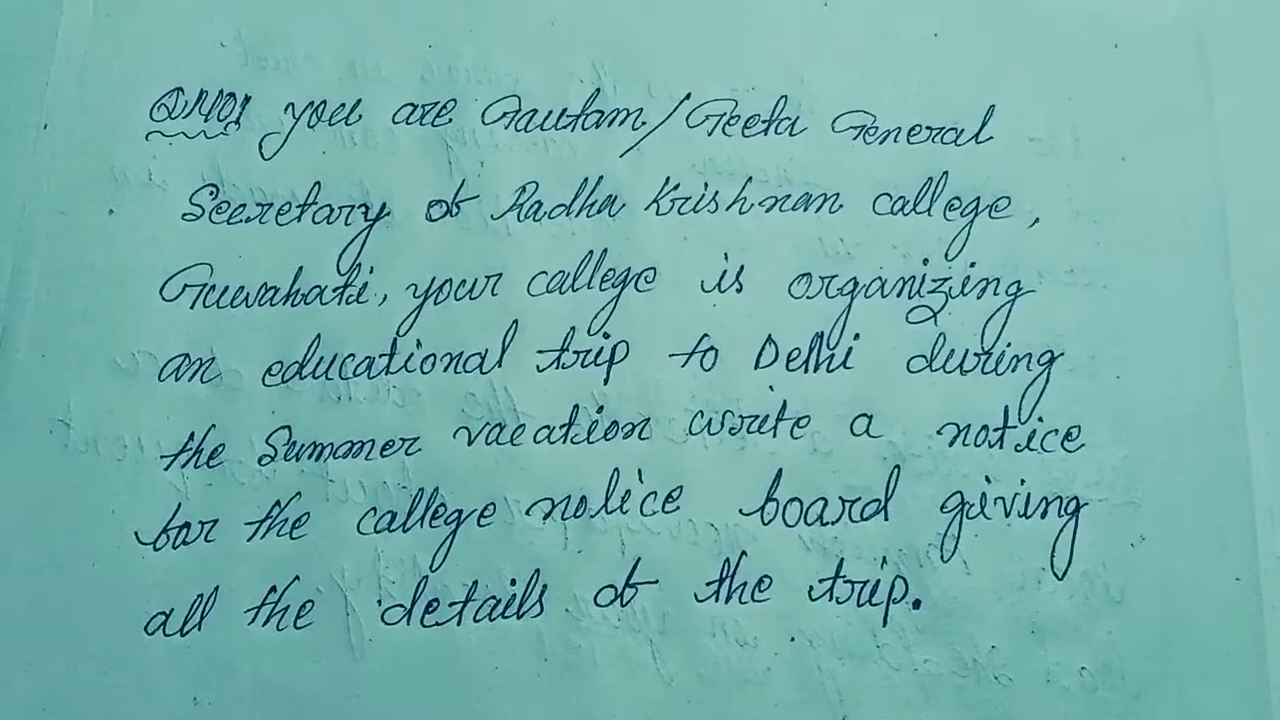 you are Gautam/Geeta General
Secretary of Radha Krishnan callege,
Guwahati, your callege is organizing
an educational trip to Delhi during
the Summer vacation write a notice
for the callege notice board giving
all the details of the trip.